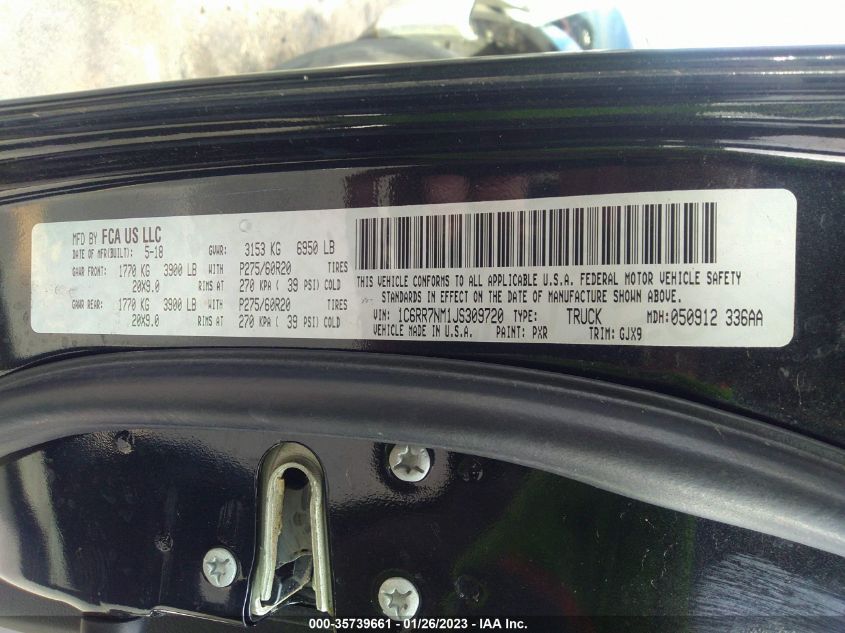 MFD BY FCA US LLC
DATE OF MFR(BUILT): 5-18 GVWR: 3153 KG 6950 LB
GAWR FRONT: 1770 KG 3900 LB WITH P275/60R20 TIRES
20X9.0 RIMS AT 270 KPA ( 39 PSI) COLD
GAWR REAR: 1770 KG 3900 LB WITH P275/60R20 TIRES
20X9.0 RIMS AT 270 KPA ( 39 PSI) COLD
THIS VEHICLE CONFORMS TO ALL APPLICABLE U.S.A. FEDERAL MOTOR VEHICLE SAFETY
STANDARDS IN EFFECT ON THE DATE OF MANUFACTURE SHOWN ABOVE.
VIN: 1C6RR7NM1JS309720 TYPE: TRUCK MDH: 050912 336AA
VEHICLE MADE IN U.S.A. PAINT: PXR TRIM: GJX9
000-35739661 - 01/26/2023 - IAA Inc.